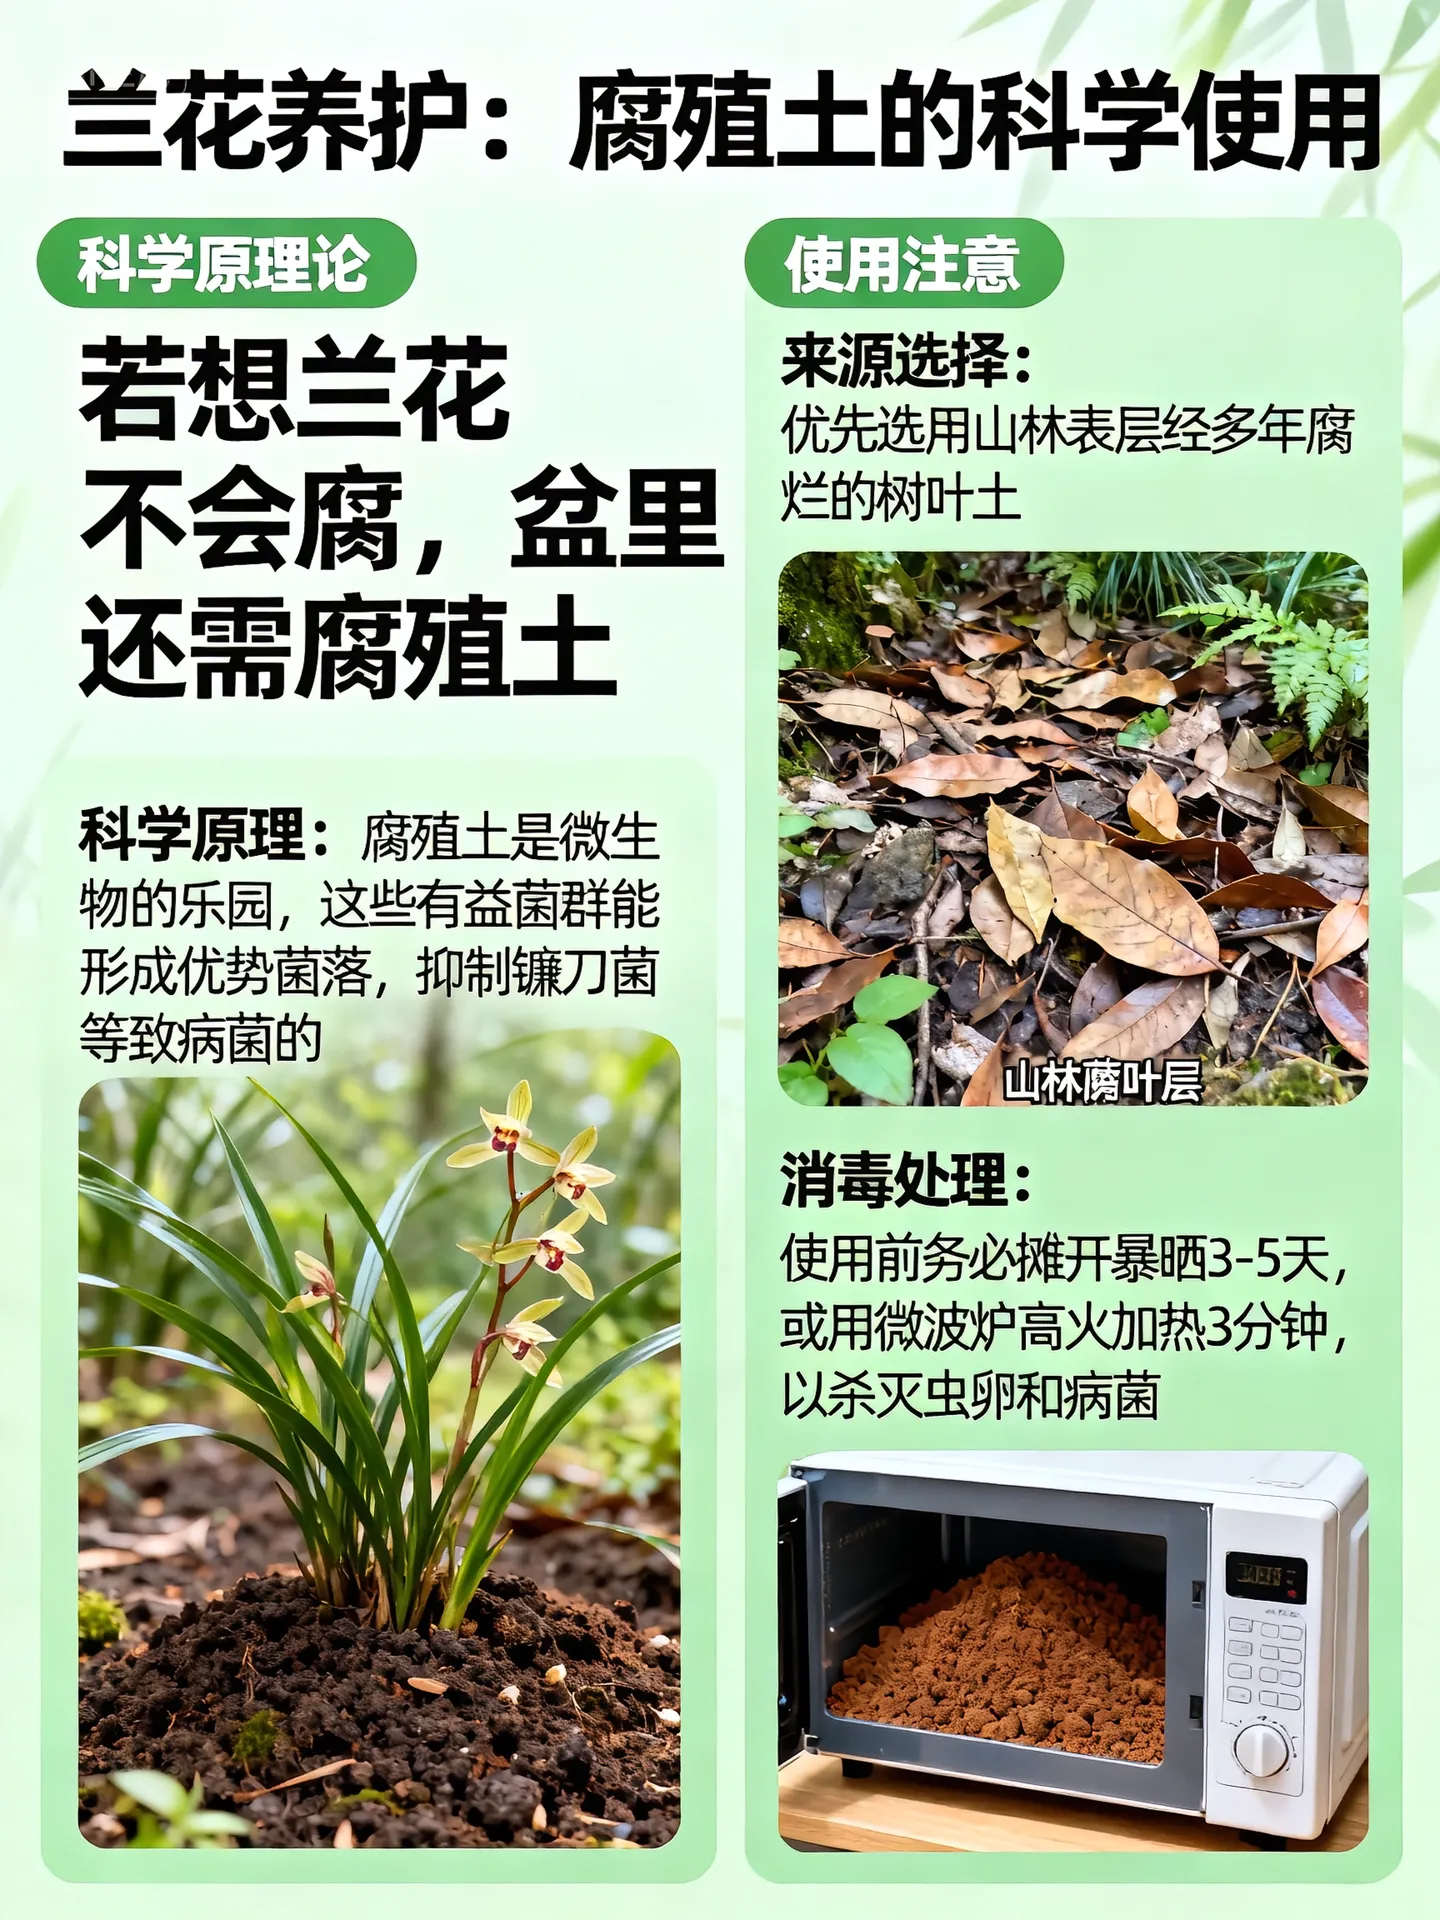 兰花养护：腐殖土的科学使用
科学原理论
若想兰花
不会腐，盆里
还需腐殖土
科学原理：腐殖土是微生
物的乐园，这些有益菌群能
形成优势菌落，抑制镰刀菌
等致病菌的
使用注意
来源选择：
优先选用山林表层经多年腐
烂的树叶土
山林叶层
消毒处理：
使用前务必摊开暴晒3-5天，
或用微波炉高火加热3分钟，
以杀灭虫卵和病菌